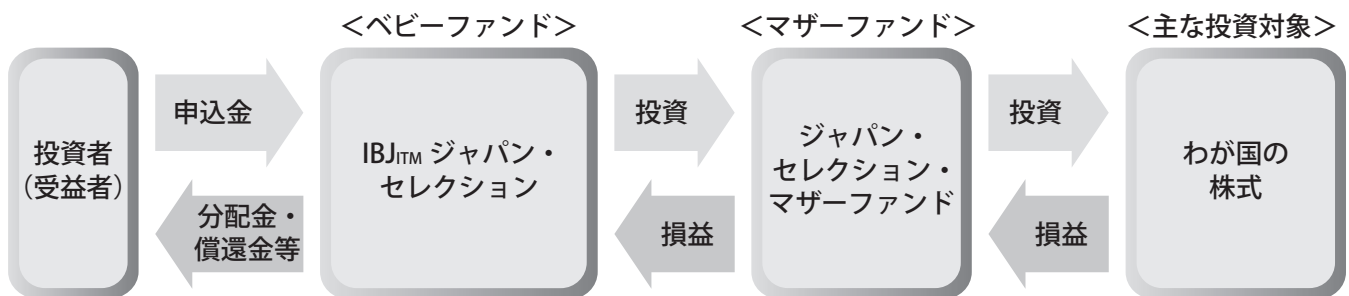 ＜ベビーファンド＞
＜マザーファンド＞
＜主な投資対象＞
投資者
（受益者）
申込金
分配金・
償還金等
IBJITM ジャパン・
セレクション
投資
損益
ジャパン・
セレクション・
マザーファンド
投資
損益
わが国の
株式